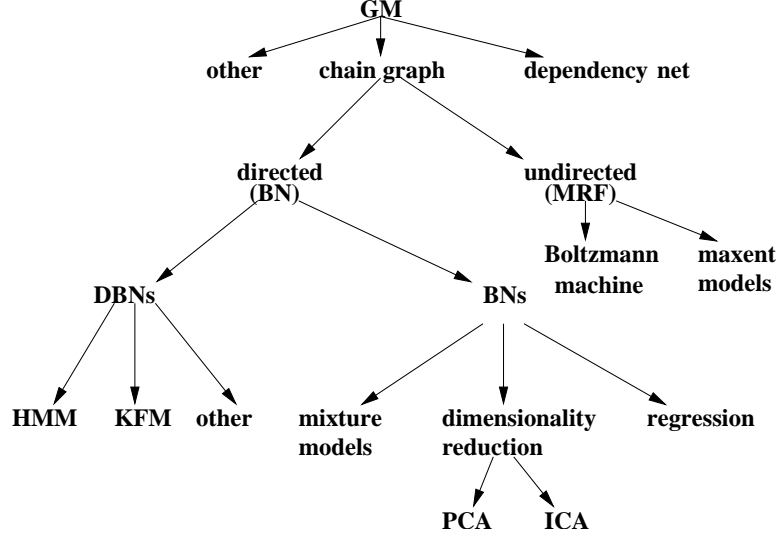 GM
other
chain graph
dependency net
directed
(BN)
undirected
(MRF)
Boltzmann
machine
maxent
models
DBNs
BNs
HMM
KFM
other
mixture
models
dimensionality
reduction
regression
PCA
ICA